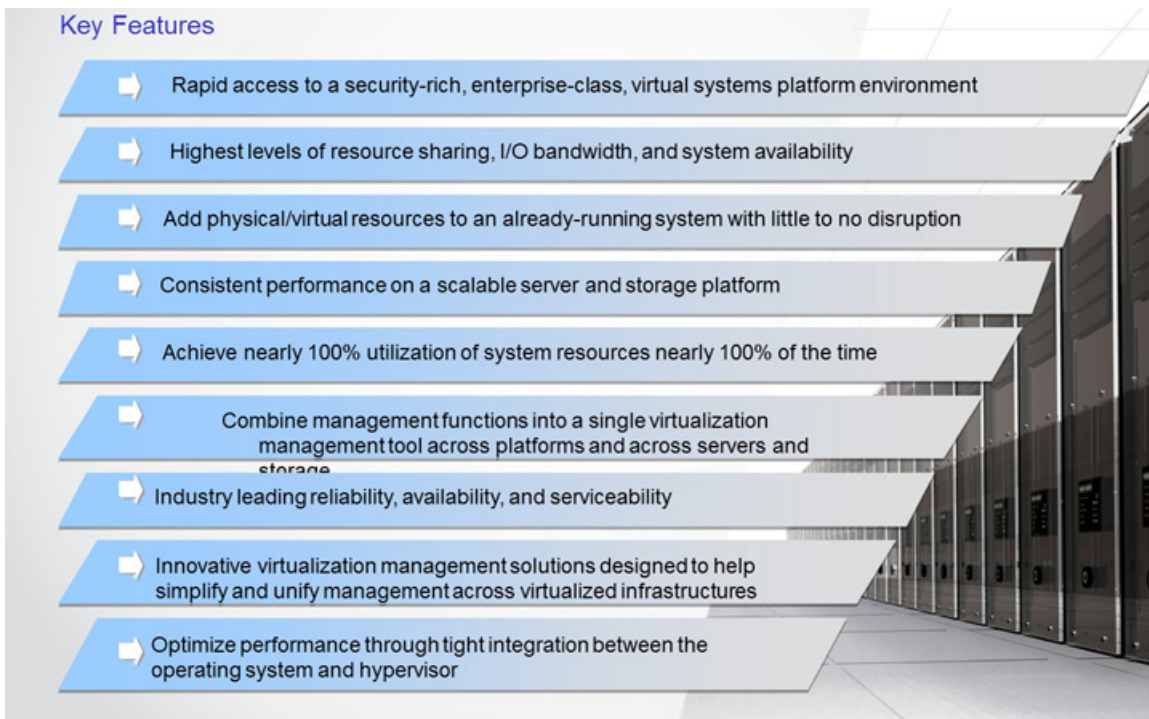 Key Features
Rapid access to a security-rich, enterprise-class, virtual systems platform environment
Highest levels of resource sharing, I/O bandwidth, and system availability
Add physical/virtual resources to an already-running system with little to no disruption
Consistent performance on a scalable server and storage platform
Achieve nearly 100% utilization of system resources nearly 100% of the time
Combine management functions into a single virtualization
management tool across platforms and across servers and
storage
Industry leading reliability, availability, and serviceability
Innovative virtualization management solutions designed to help
simplify and unify management across virtualized infrastructures
Optimize performance through tight integration between the
operating system and hypervisor